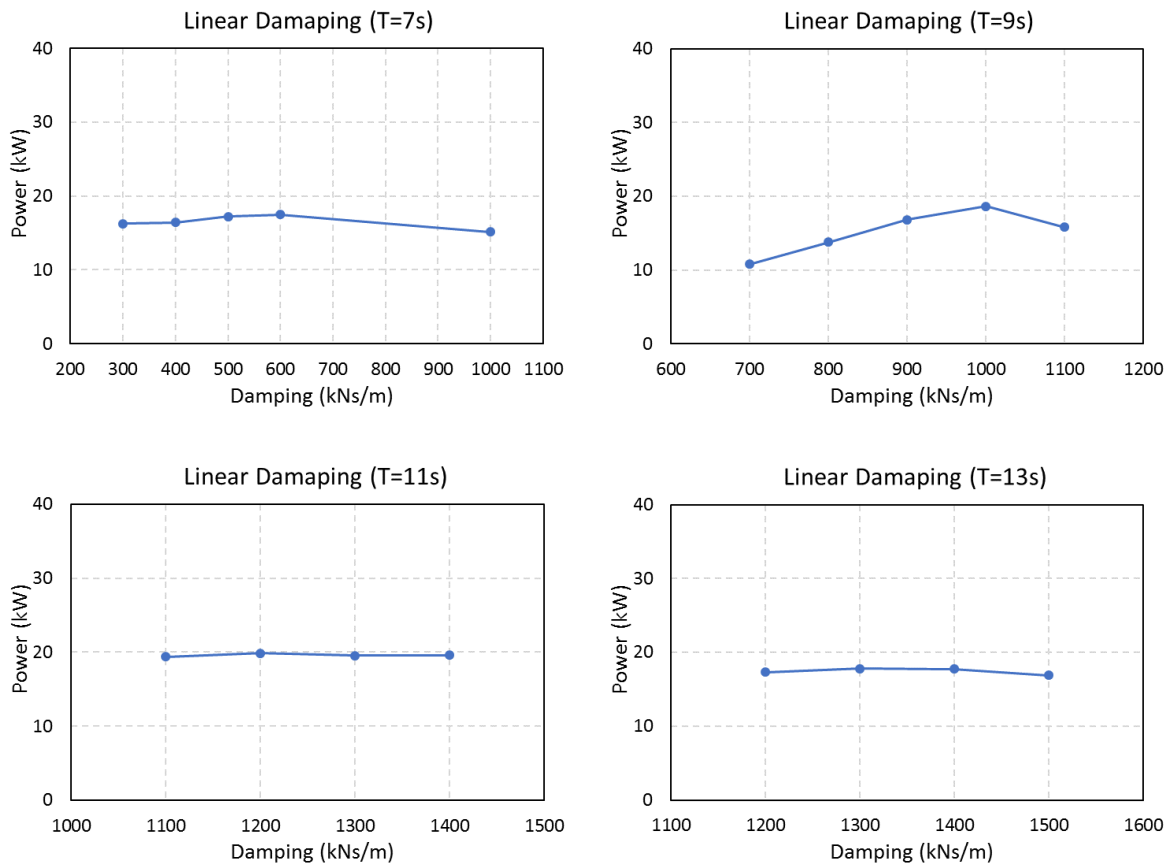 Linear Damaping (T=7s)
40
30
20
10
0
Power (kW)
200 300 400 500 600 700 800 900 1000 1100
Damping (kNs/m)
Linear Damaping (T=9s)
40
30
20
10
0
Power (kW)
600 700 800 900 1000 1100 1200
Damping (kNs/m)
Linear Damaping (T=11s)
40
30
20
10
0
Power (kW)
1000 1100 1200 1300 1400 1500
Damping (kNs/m)
Linear Damaping (T=13s)
40
30
20
10
0
Power (kW)
1100 1200 1300 1400 1500 1600
Damping (kNs/m)